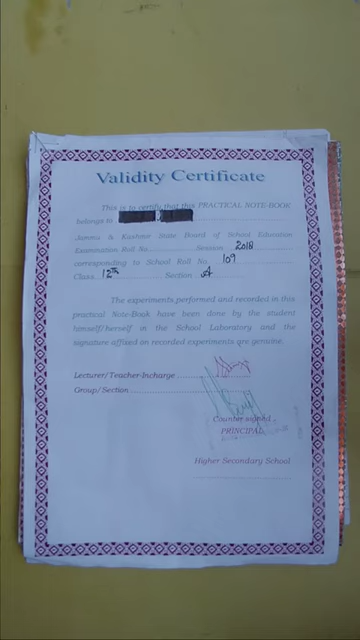 Validity Certificate
This is to certify that this PRACTICAL NOTE-BOOK
belongs to
Jammu & Kashmir State Board of School Education
Examination Roll No. Session 2018
corresponding to School Roll No. 109
Class 12th Section A
The experiments performed and recorded in this
practical Note-Book have been done by the student
himself/herself in the School Laboratory and the
signature affixed on recorded experiments are genuine.
Lecturer/Teacher-Incharge
Group/Section
Counter signed
PRINCIPAL
Higher Secondary School